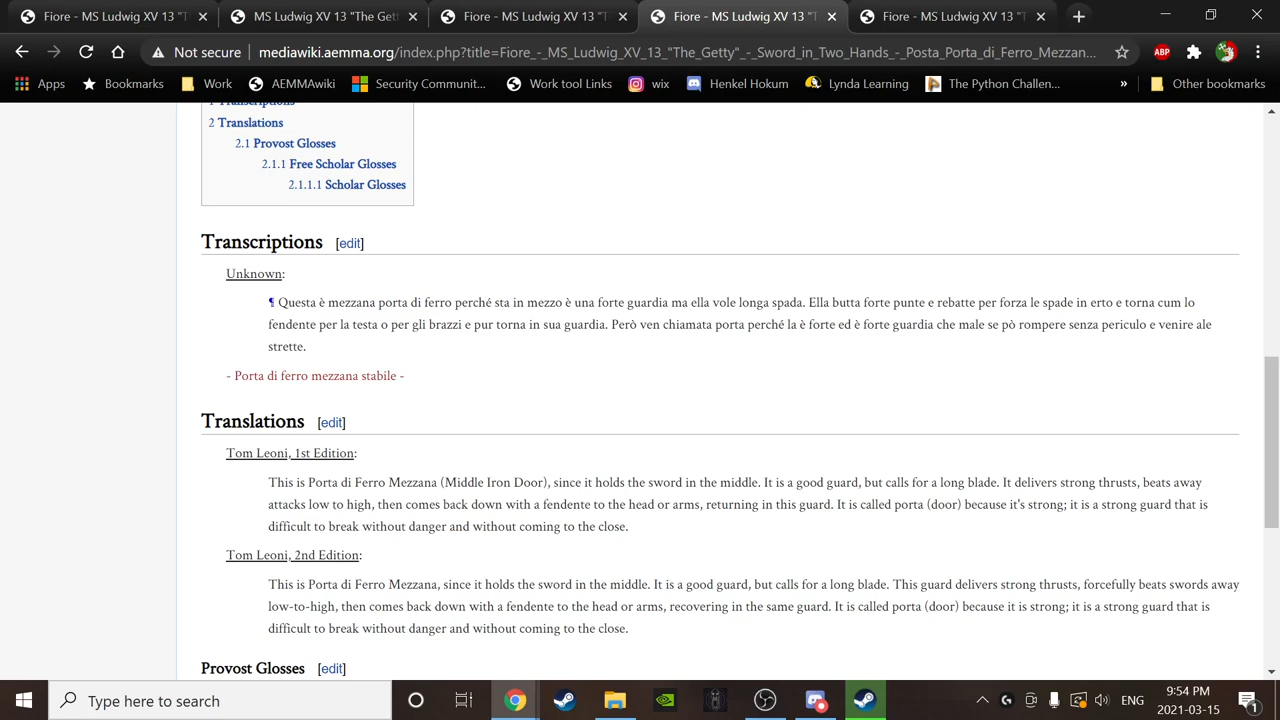 Fiore - MS Ludwig XV 13 "T
MS Ludwig XV 13 "The Gett
Fiore - MS Ludwig XV 13 "T
Fiore - MS Ludwig XV 13 "T
Fiore - MS Ludwig XV 13 "T
Not secure
mediawiki.aemma.org/index.php?title=Fiore_-_MS_Ludwig_XV_13_"The_Getty"_-_Sword_in_Two_Hands_-_Posta_Porta_di_Ferro_Mezzan...
ABP
Apps
Bookmarks
Work
AEMMAwiki
Security Communit...
Work tool Links
wix
Henkel Hokum
Lynda Learning
The Python Challen...
»
Other bookmarks
1 Transcriptions
2 Translations
2.1 Provost Glosses
2.1.1 Free Scholar Glosses
2.1.1.1 Scholar Glosses
Transcriptions [edit]
Unknown:
¶ Questa è mezzana porta di ferro perché sta in mezzo è una forte guardia ma ella vole longa spada. Ella butta forte punte e rebatte per forza le spade in erto e torna cum lo
fendente per la testa o per gli brazzi e pur torna in sua guardia. Però ven chiamata porta perché la è forte ed è forte guardia che male se pò rompere senza periculo e venire ale
strette.
- Porta di ferro mezzana stabile -
Translations [edit]
Tom Leoni, 1st Edition:
This is Porta di Ferro Mezzana (Middle Iron Door), since it holds the sword in the middle. It is a good guard, but calls for a long blade. It delivers strong thrusts, beats away
attacks low to high, then comes back down with a fendente to the head or arms, returning in this guard. It is called porta (door) because it's strong; it is a strong guard that is
difficult to break without danger and without coming to the close.
Tom Leoni, 2nd Edition:
This is Porta di Ferro Mezzana, since it holds the sword in the middle. It is a good guard, but calls for a long blade. This guard delivers strong thrusts, forcefully beats swords away
low-to-high, then comes back down with a fendente to the head or arms, recovering in the same guard. It is called porta (door) because it is strong; it is a strong guard that is
difficult to break without danger and without coming to the close.
Provost Glosses [edit]
Type here to search
ENG
9:54 PM
2021-03-15
1